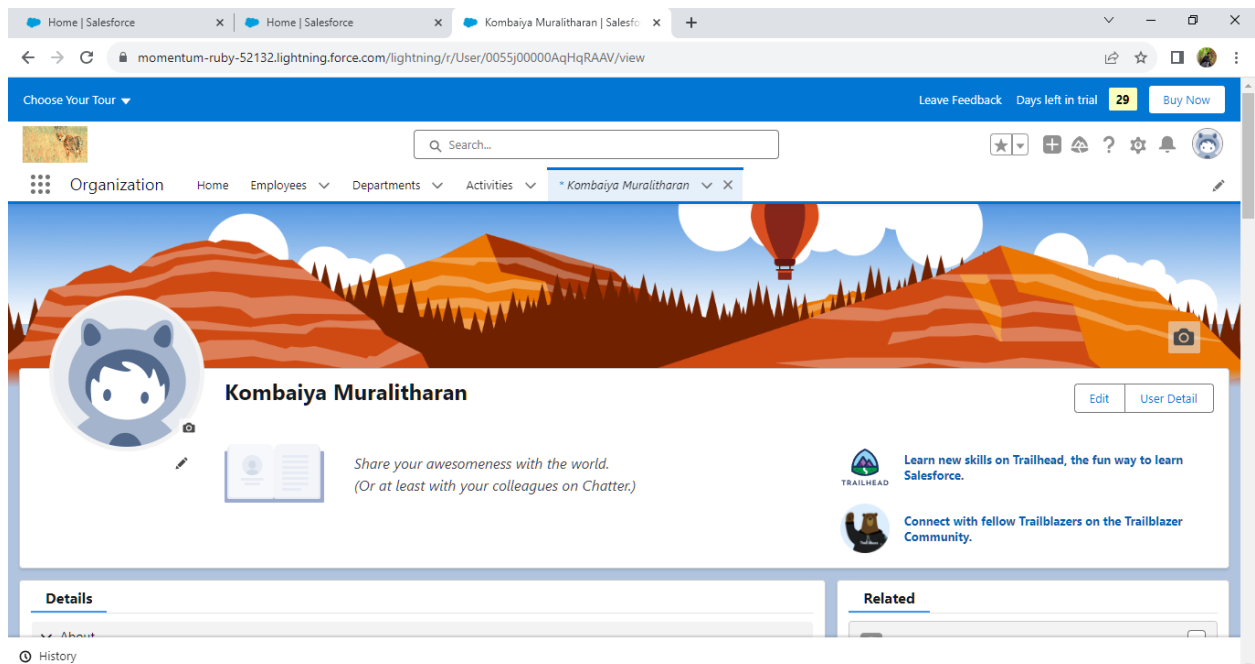 Home | Salesforce
Home | Salesforce
Kombaiya Muralitharan | Salesfo
momentum-ruby-52132.lightning.force.com/lightning/r/User/0055j00000AqHqRAAV/view
Choose Your Tour
Leave Feedback Days left in trial 29 Buy Now
Search...
Organization Home Employees Departments Activities * Kombaiya Muralitharan
Kombaiya Muralitharan
Edit User Detail
Share your awesomeness with the world.
(Or at least with your colleagues on Chatter.)
TRAILHEAD
Learn new skills on Trailhead, the fun way to learn
Salesforce.
Connect with fellow Trailblazers on the Trailblazer
Community.
Details
Related
About
History